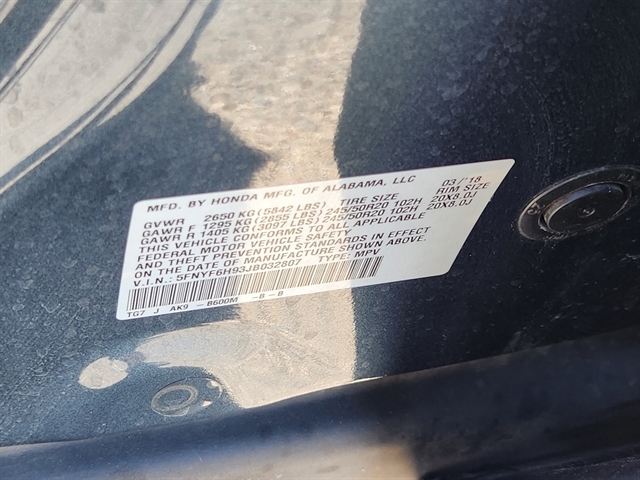 MFD. BY HONDA MFG. OF ALABAMA, LLC 03/'18
TIRE SIZE RIM SIZE
GVWR 2650 KG (5842 LBS)
GAWR F 1295 KG (2855 LBS) 245/50R20 102H 20X8.0J
GAWR R 1405 KG (3097 LBS) 245/50R20 102H 20X8.0J
THIS VEHICLE CONFORMS TO ALL APPLICABLE
FEDERAL MOTOR VEHICLE SAFETY BUMPER,
AND THEFT PREVENTION STANDARDS IN EFFECT
ON THE DATE OF MANUFACTURE SHOWN ABOVE.
V.I.N.: 5FNYF6H93JB032807 TYPE: MPV
TG7 J AK9 -B600M -B-B